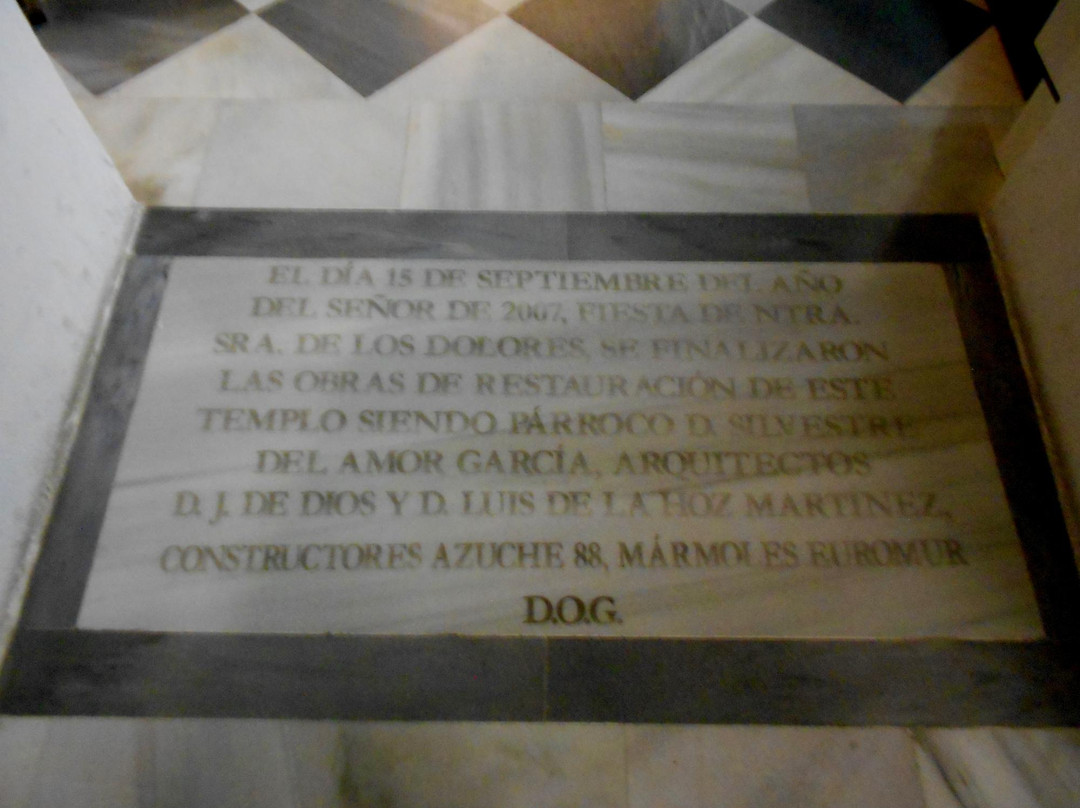 EL DÍA 15 DE SEPTIEMBRE DEL AÑO
DEL SEÑOR DE 2007, FIESTA DE NTRA.
SRA. DE LOS DOLORES, SE FINALIZARON
LAS OBRAS DE RESTAURACIÓN DE ESTE
TEMPLO SIENDO PÁRROCO D. SILVESTRE
DEL AMOR GARCÍA, ARQUITECTOS
D. J. DE DIOS Y D. LUIS DE LA HOZ MARTINEZ,
CONSTRUCTORES AZUCHE 88, MÁRMOLES EUROMUR
D.O.G.